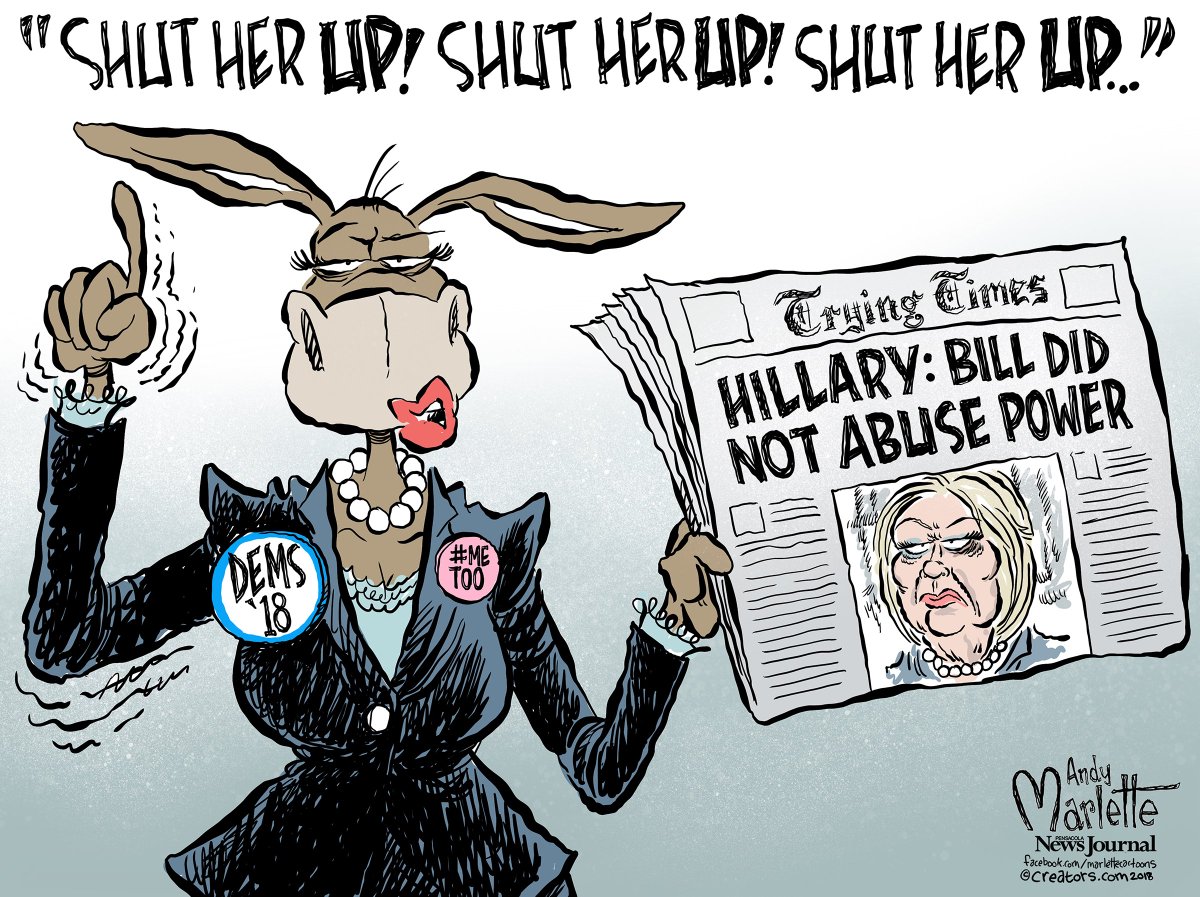 "SHUT HER UP! SHUT HER UP! SHUT HER UP..."
Trying Times
HILLARY: BILL DID
NOT ABUSE POWER
DEMS
'18
#ME
TOO
Andy
Marlette
PENSACOLA
News Journal
facebook.com/marlettecartoons
©creators.com 2018